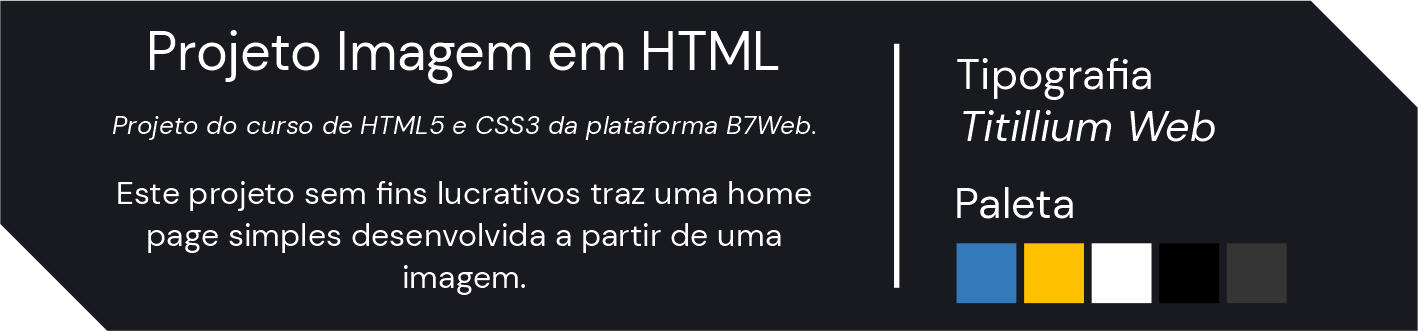 Projeto Imagem em HTML
Projeto do curso de HTML5 e CSS3 da plataforma B7Web.
Este projeto sem fins lucrativos traz uma home
page simples desenvolvida a partir de uma
imagem.
Tipografia
Titillium Web
Paleta